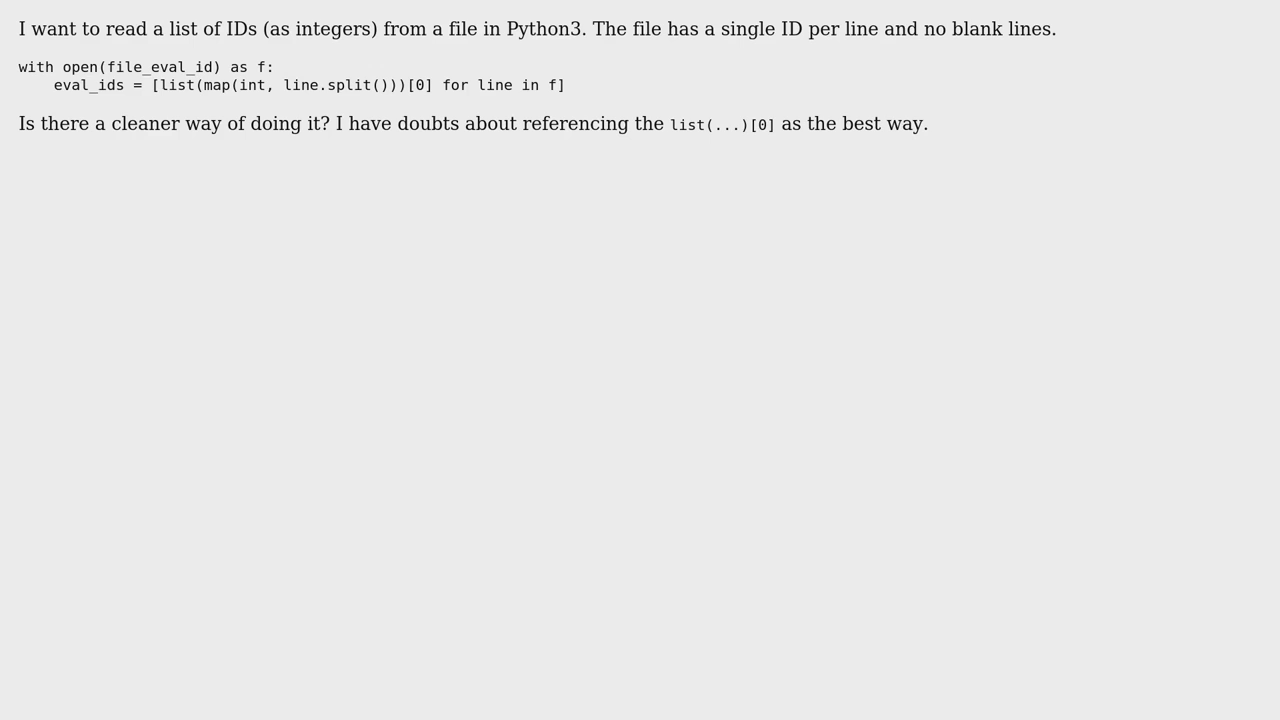 I want to read a list of IDs (as integers) from a file in Python3. The file has a single ID per line and no blank lines.
with open(file_eval_id) as f:
    eval_ids = [list(map(int, line.split()))[0] for line in f]
Is there a cleaner way of doing it? I have doubts about referencing the list(...)[0] as the best way.